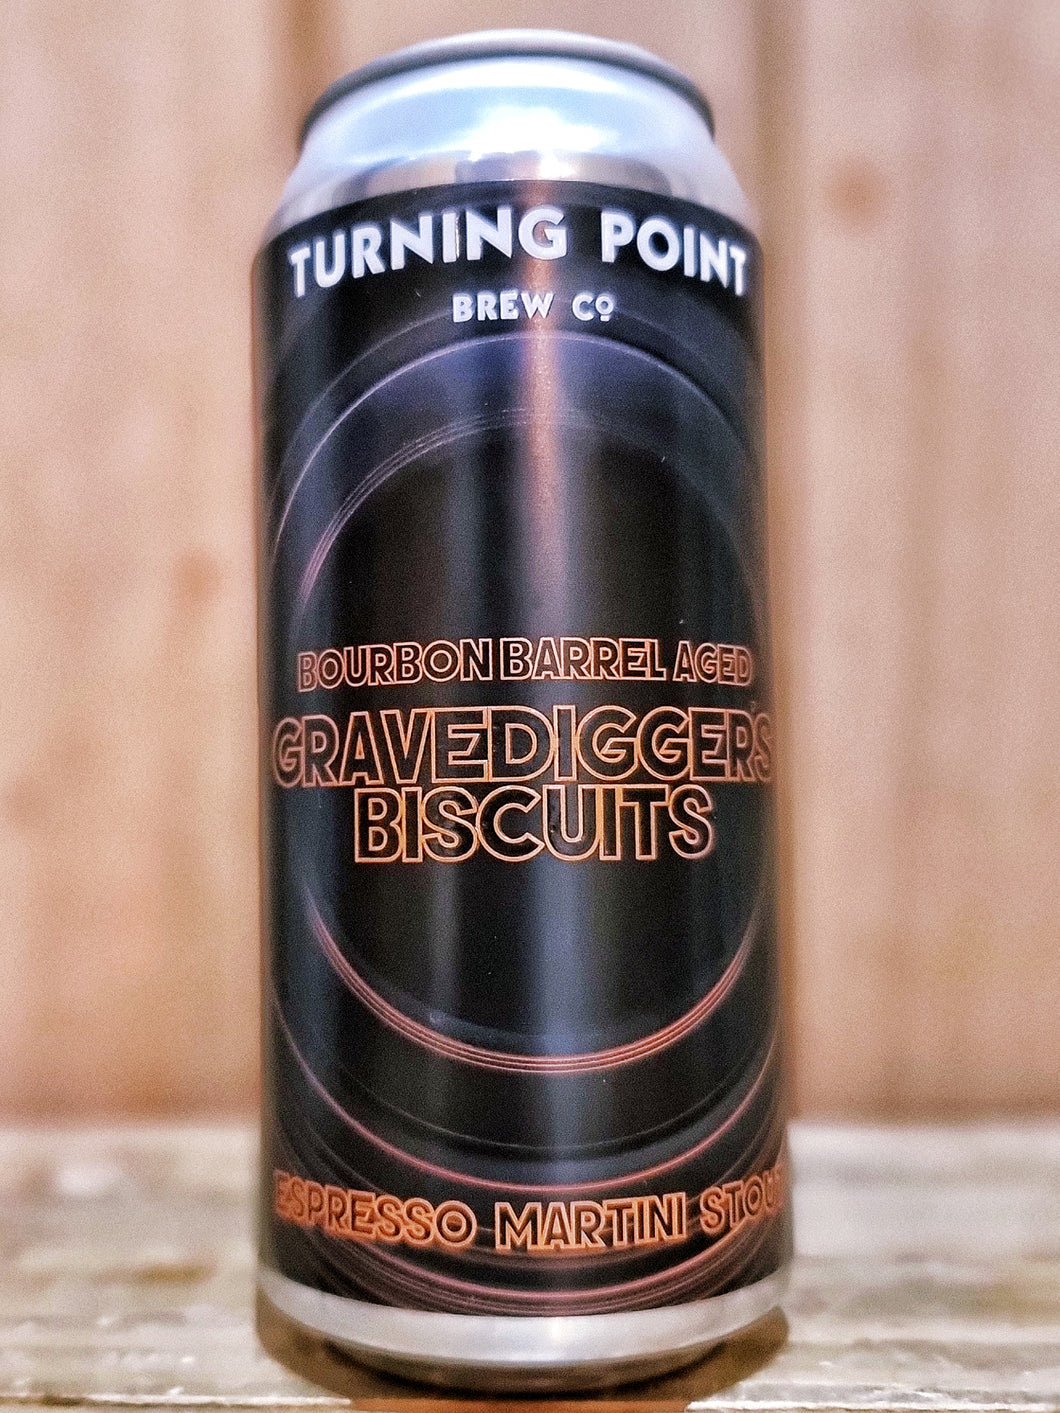 TURNING POINT
BREW Cº
BOURBON BARREL AGED
GRAVEDIGGERS'
BISCUITS
ESPRESSO MARTINI STOUT